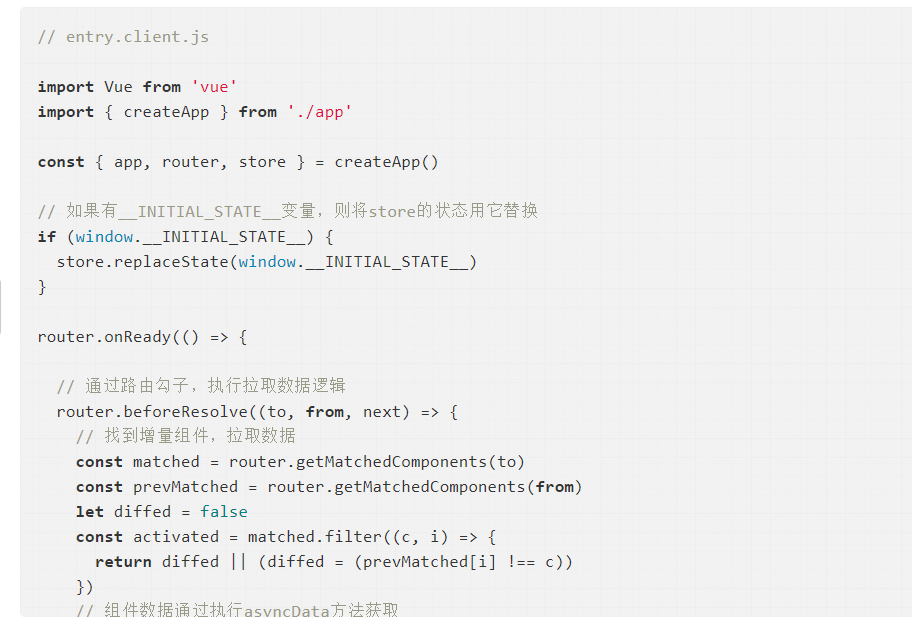 // entry.client.js
import Vue from 'vue'
import { createApp } from './app'
const { app, router, store } = createApp()
// 如果有__INITIAL_STATE__变量，则将store的状态用它替换
if (window.__INITIAL_STATE__) {
  store.replaceState(window.__INITIAL_STATE__)
}
router.onReady(() => {
  // 通过路由勾子，执行拉取数据逻辑
  router.beforeResolve((to, from, next) => {
    // 找到增量组件，拉取数据
    const matched = router.getMatchedComponents(to)
    const prevMatched = router.getMatchedComponents(from)
    let diffed = false
    const activated = matched.filter((c, i) => {
      return diffed || (diffed = (prevMatched[i] !== c))
    })
    // 组件数据通过执行asyncData方法获取